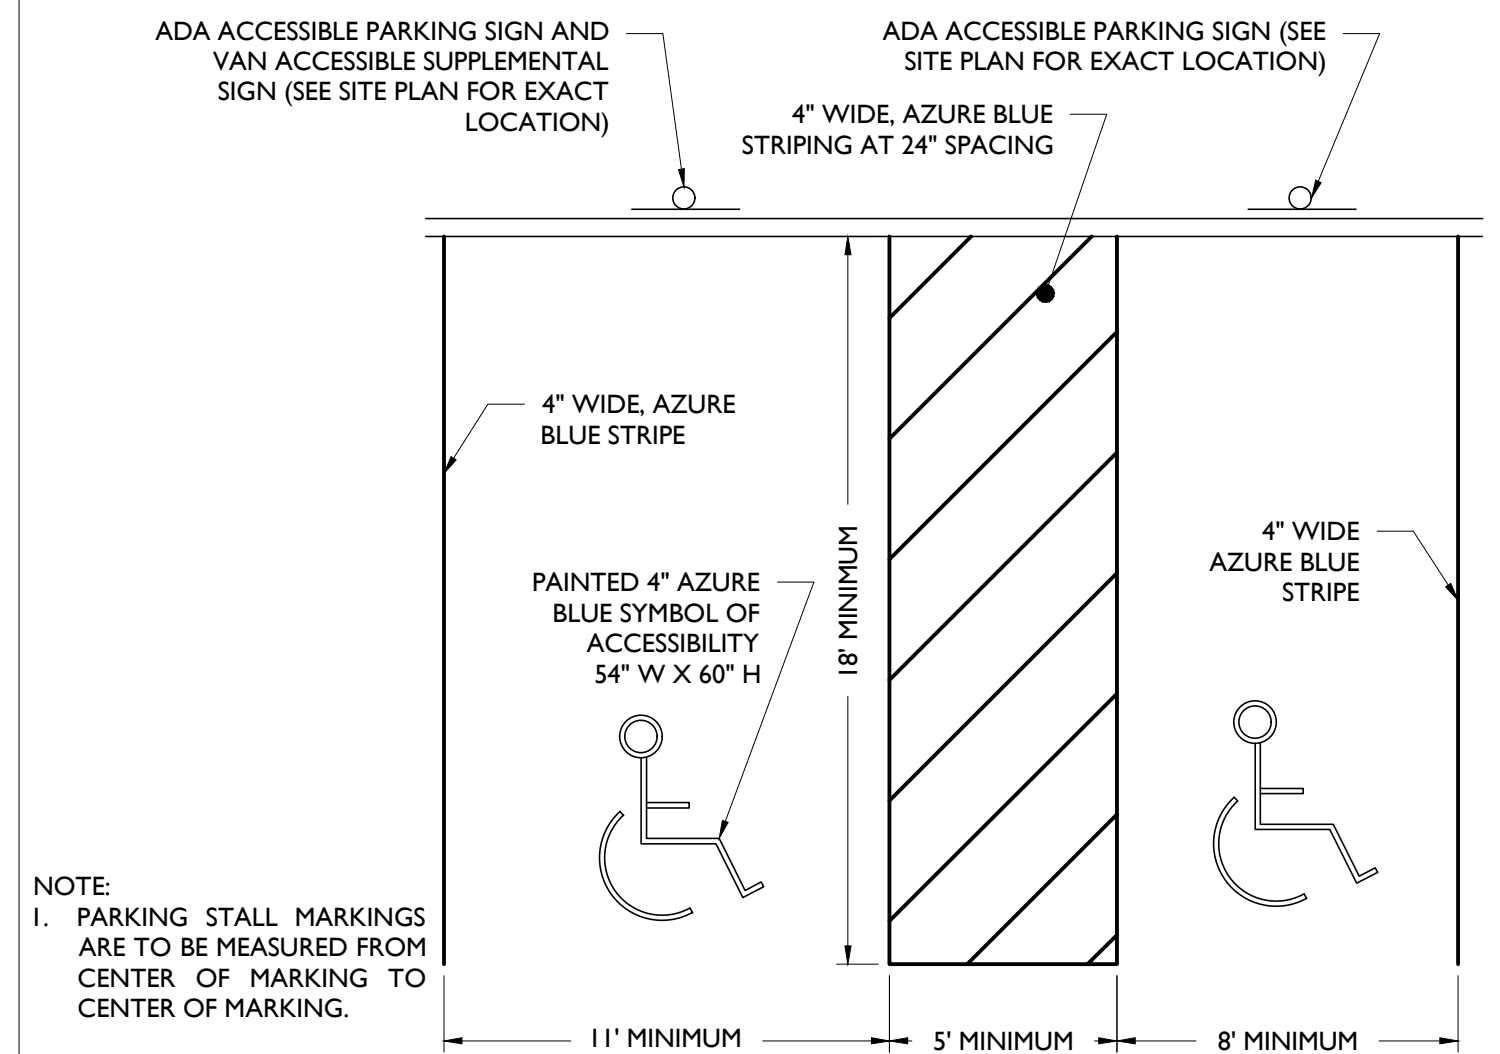 ADA ACCESSIBLE PARKING SIGN AND
VAN ACCESSIBLE SUPPLEMENTAL
SIGN (SEE SITE PLAN FOR EXACT
LOCATION)
ADA ACCESSIBLE PARKING SIGN (SEE
SITE PLAN FOR EXACT LOCATION)
4" WIDE, AZURE BLUE
STRIPING AT 24" SPACING
4" WIDE, AZURE
BLUE STRIPE
18' MINIMUM
4" WIDE
AZURE BLUE
STRIPE
PAINTED 4" AZURE
BLUE SYMBOL OF
ACCESSIBILITY
54" W X 60" H
NOTE:
1. PARKING STALL MARKINGS
ARE TO BE MEASURED FROM
CENTER OF MARKING TO
CENTER OF MARKING.
11' MINIMUM
5' MINIMUM
8' MINIMUM